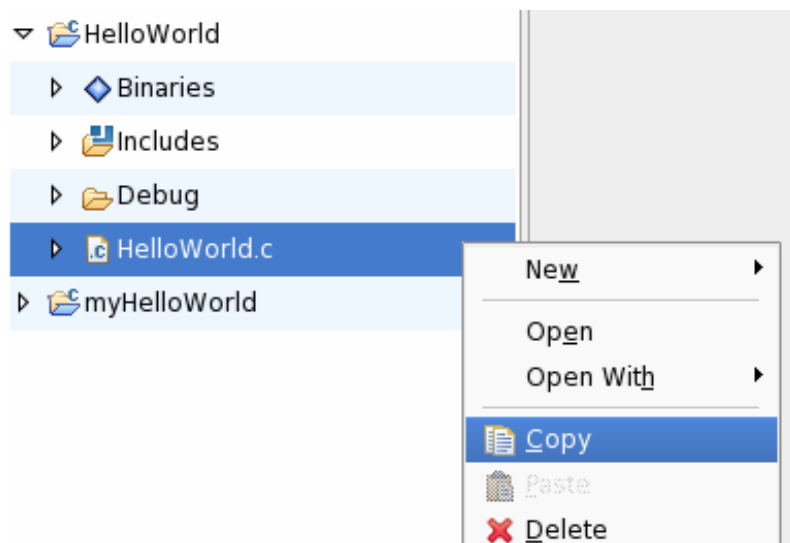 HelloWorld
Binaries
Includes
Debug
HelloWorld.c
myHelloWorld
New
Open
Open With
Copy
Paste
Delete